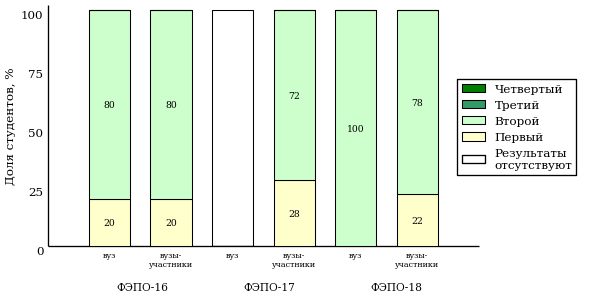 Доля студентов, %
100
75
50
25
0
80
80
72
100
78
20
20
28
22
вуз
вузы-
участники
вуз
вузы-
участники
вуз
вузы-
участники
ФЭПО-16
ФЭПО-17
ФЭПО-18
Четвертый
Третий
Второй
Первый
Результаты
отсутствуют